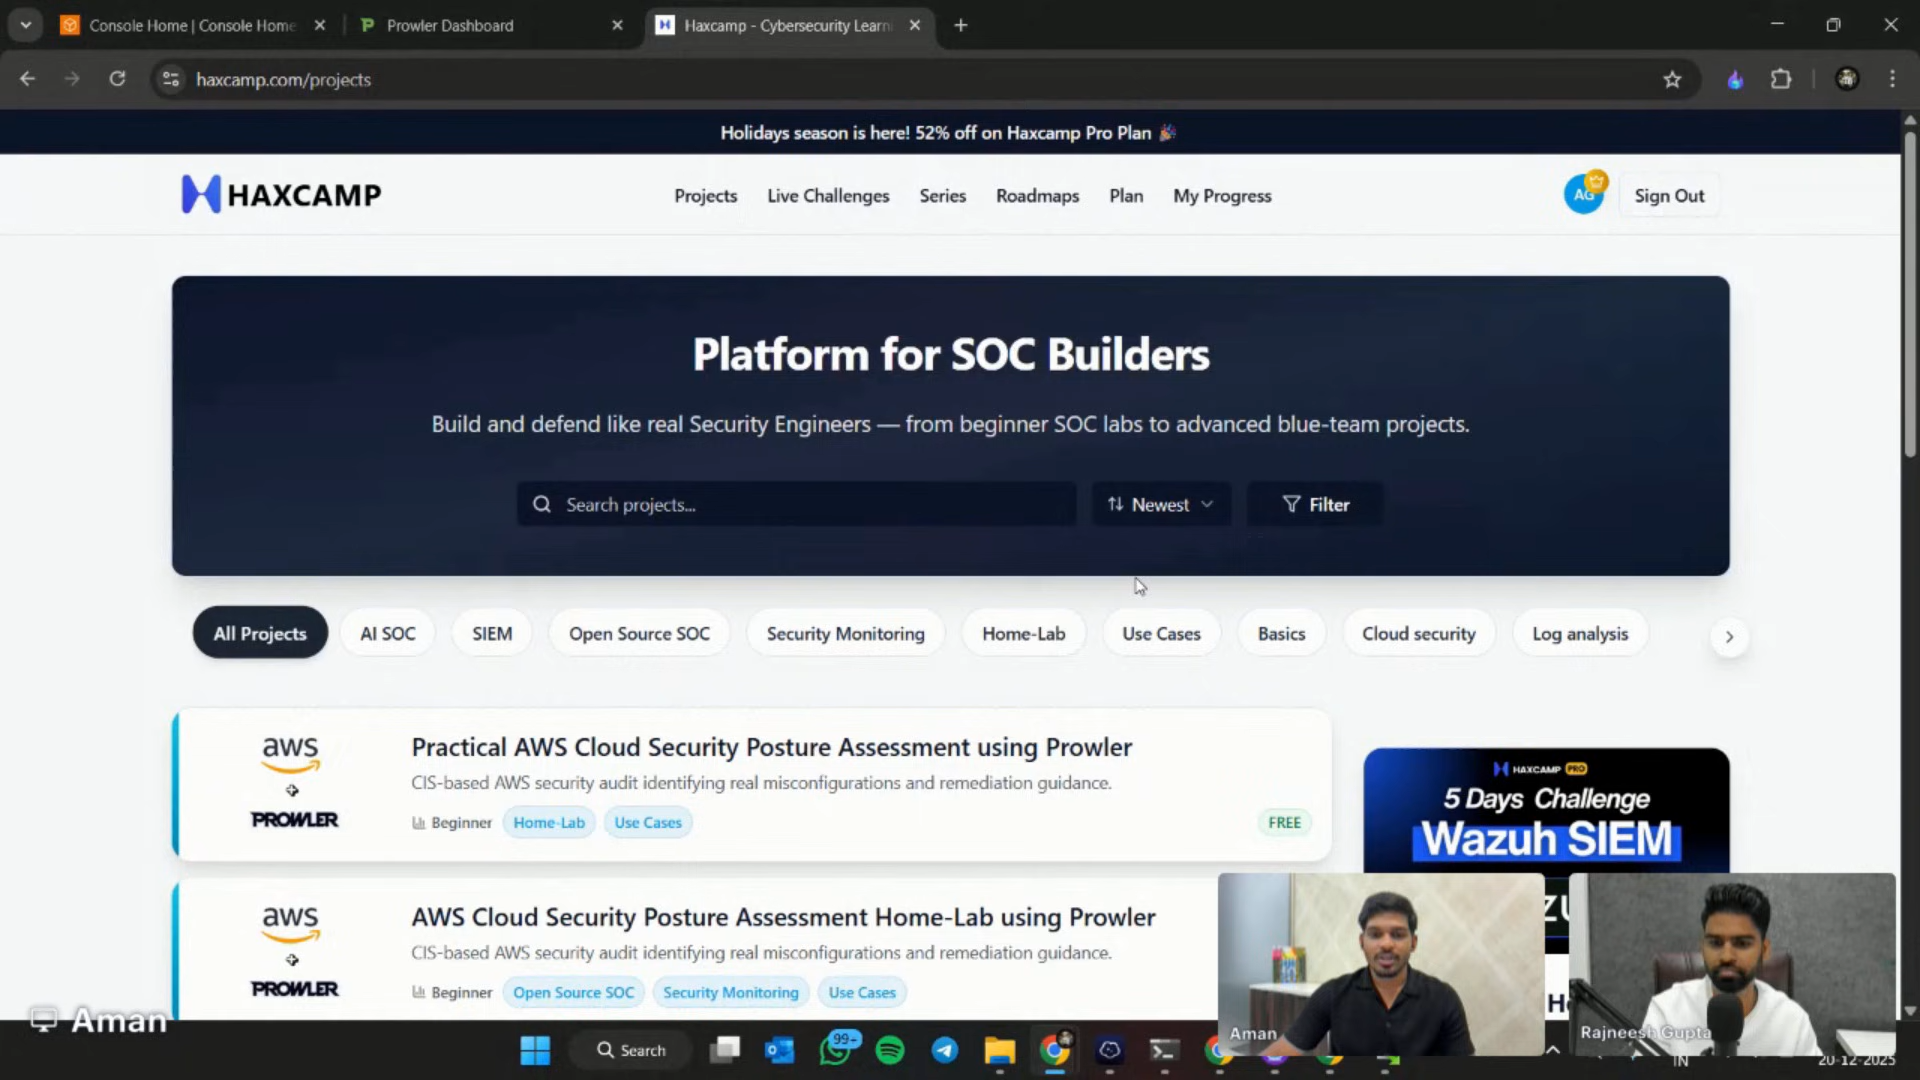 Console Home | Console Home
Prowler Dashboard
Haxcamp - Cybersecurity Learni
haxcamp.com/projects
Holidays season is here! 52% off on Haxcamp Pro Plan 🎉
HAXCAMP
Projects
Live Challenges
Series
Roadmaps
Plan
My Progress
AG
Sign Out
Platform for SOC Builders
Build and defend like real Security Engineers — from beginner SOC labs to advanced blue-team projects.
Search projects...
Newest
Filter
All Projects
AI SOC
SIEM
Open Source SOC
Security Monitoring
Home-Lab
Use Cases
Basics
Cloud security
Log analysis
aws
PROWLER
Practical AWS Cloud Security Posture Assessment using Prowler
CIS-based AWS security audit identifying real misconfigurations and remediation guidance.
Beginner
Home-Lab
Use Cases
FREE
HAXCAMP PRO
5 Days Challenge
Wazuh SIEM
aws
PROWLER
AWS Cloud Security Posture Assessment Home-Lab using Prowler
CIS-based AWS security audit identifying real misconfigurations and remediation guidance.
Beginner
Open Source SOC
Security Monitoring
Use Cases
Aman
Aman
Rajneesh Gupta
Search
99+
IN
20-12-2025